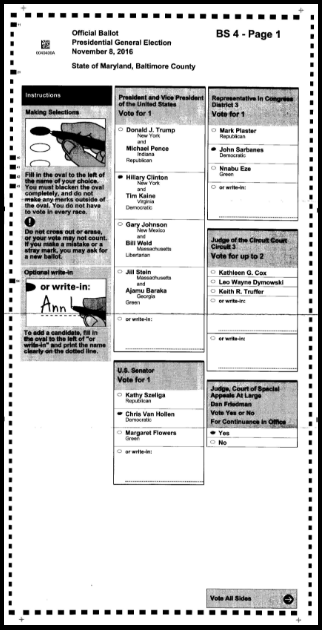 Official Ballot
Presidential General Election
November 8, 2016
State of Maryland, Baltimore County
BS 4 - Page 1
Instructions
Making Selections
Fill in the oval to the left of
the name of your choice.
You must blacken the oval
completely, and do not
make any marks outside of
the oval. You do not have
to vote in every race.
Do not cross out or erase,
or your vote may not count.
If you make a mistake or a
stray mark, you may ask for
a new ballot.
Optional write-in
or write-in:
Ann
To add a candidate, fill in
the oval to the left of "or
write-in" and print the name
clearly on the dotted line.
President and Vice President
of the United States
Vote for 1
Donald J. Trump
New York
and
Michael Pence
Indiana
Republican
Hillary Clinton
New York
and
Tim Kaine
Virginia
Democratic
Gary Johnson
New Mexico
and
Bill Weld
Massachusetts
Libertarian
Jill Stein
Massachusetts
and
Ajamu Baraka
Georgia
Green
or write-in:
U.S. Senator
Vote for 1
Kathy Szeliga
Republican
Chris Van Hollen
Democratic
Margaret Flowers
Green
or write-in:
Representative in Congress
District 3
Vote for 1
Mark Plaster
Republican
John Sarbanes
Democratic
Nnabu Eze
Green
or write-in:
Judge of the Circuit Court
Circuit 3
Vote for up to 2
Kathleen G. Cox
Leo Wayne Dymowski
Keith R. Truffer
or write-in:
or write-in:
Judge, Court of Special
Appeals At Large
Dan Friedman
Vote Yes or No
For Continuance in Office
Yes
No
Vote All Sides